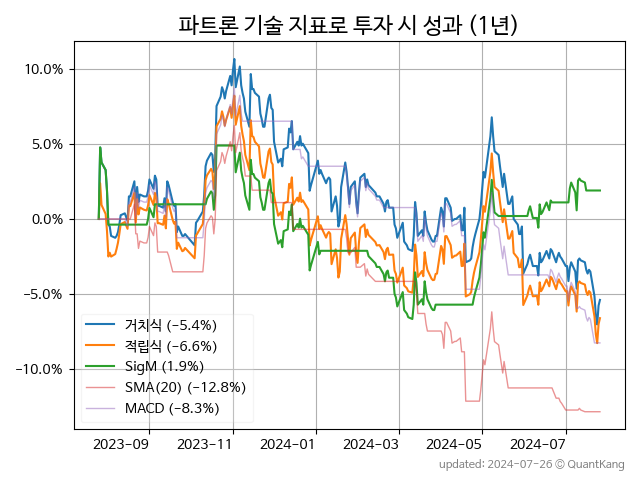 파트론 기술 지표로 투자 시 성과 (1년)
10.0%
5.0%
0.0%
−5.0%
−10.0%
거치식 (−5.4%)
적립식 (−6.6%)
SigM (1.9%)
SMA(20) (−12.8%)
MACD (−8.3%)
2023-09
2023-11
2024-01
2024-03
2024-05
2024-07
updated: 2024-07-26 © QuantKang